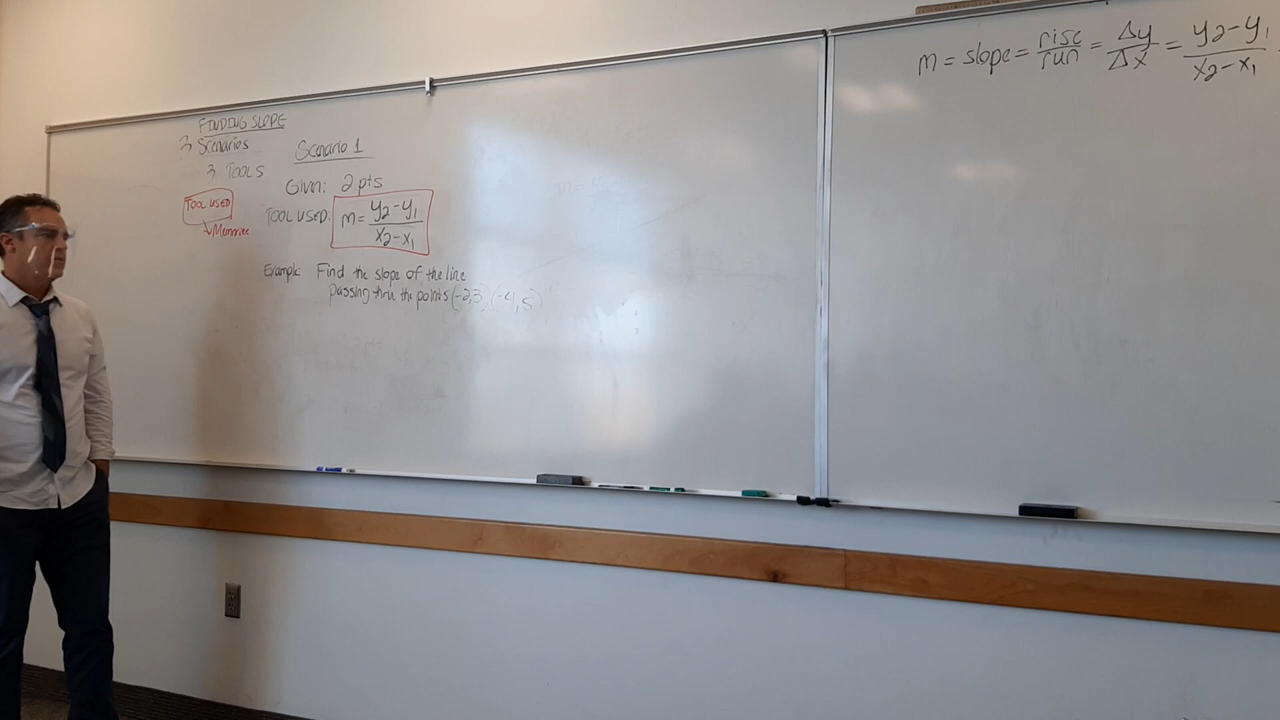 FINDING SLOPE
3 Scenarios
3 TOOLS
TOOL USED
Memorize
Scenario 1
Given: 2 pts
TOOL USED: m = y₂-y₁ / x₂-x₁
Example: Find the slope of the line
passing thru the points (-2,3) (-4,5)
m = slope = rise/run = Δy/Δx = y₂-y₁ / x₂-x₁